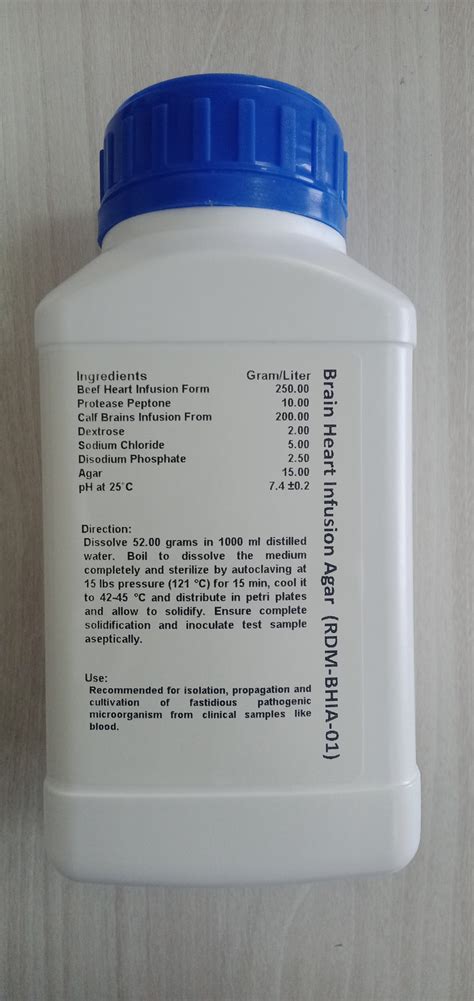 Ingredients Gram/Liter
Beef Heart Infusion Form 250.00
Protease Peptone 10.00
Calf Brains Infusion From 200.00
Dextrose 2.00
Sodium Chloride 5.00
Disodium Phosphate 2.50
Agar 15.00
pH at 25°C 7.4 ±0.2
Direction:
Dissolve 52.00 grams in 1000 ml distilled
water. Boil to dissolve the medium
completely and sterilize by autoclaving at
15 lbs pressure (121 °C) for 15 min, cool it
to 42-45 °C and distribute in petri plates
and allow to solidify. Ensure complete
solidification and inoculate test sample
aseptically.
Use:
Recommended for isolation, propagation and
cultivation of fastidious pathogenic
microorganism from clinical samples like
blood.
Brain Heart Infusion Agar (RDM-BHIA-01)